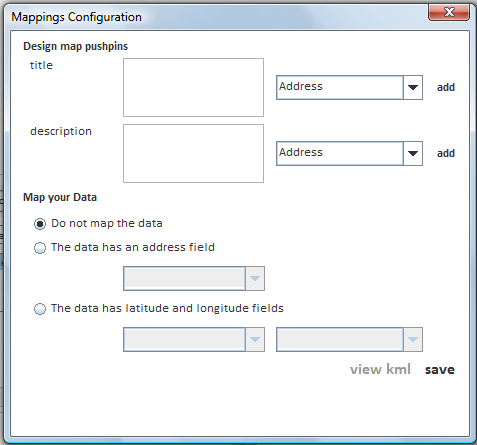 Mappings Configuration
Design map pushpins
title
Address
add
description
Address
add
Map your Data
Do not map the data
The data has an address field
The data has latitude and longitude fields
view kml save